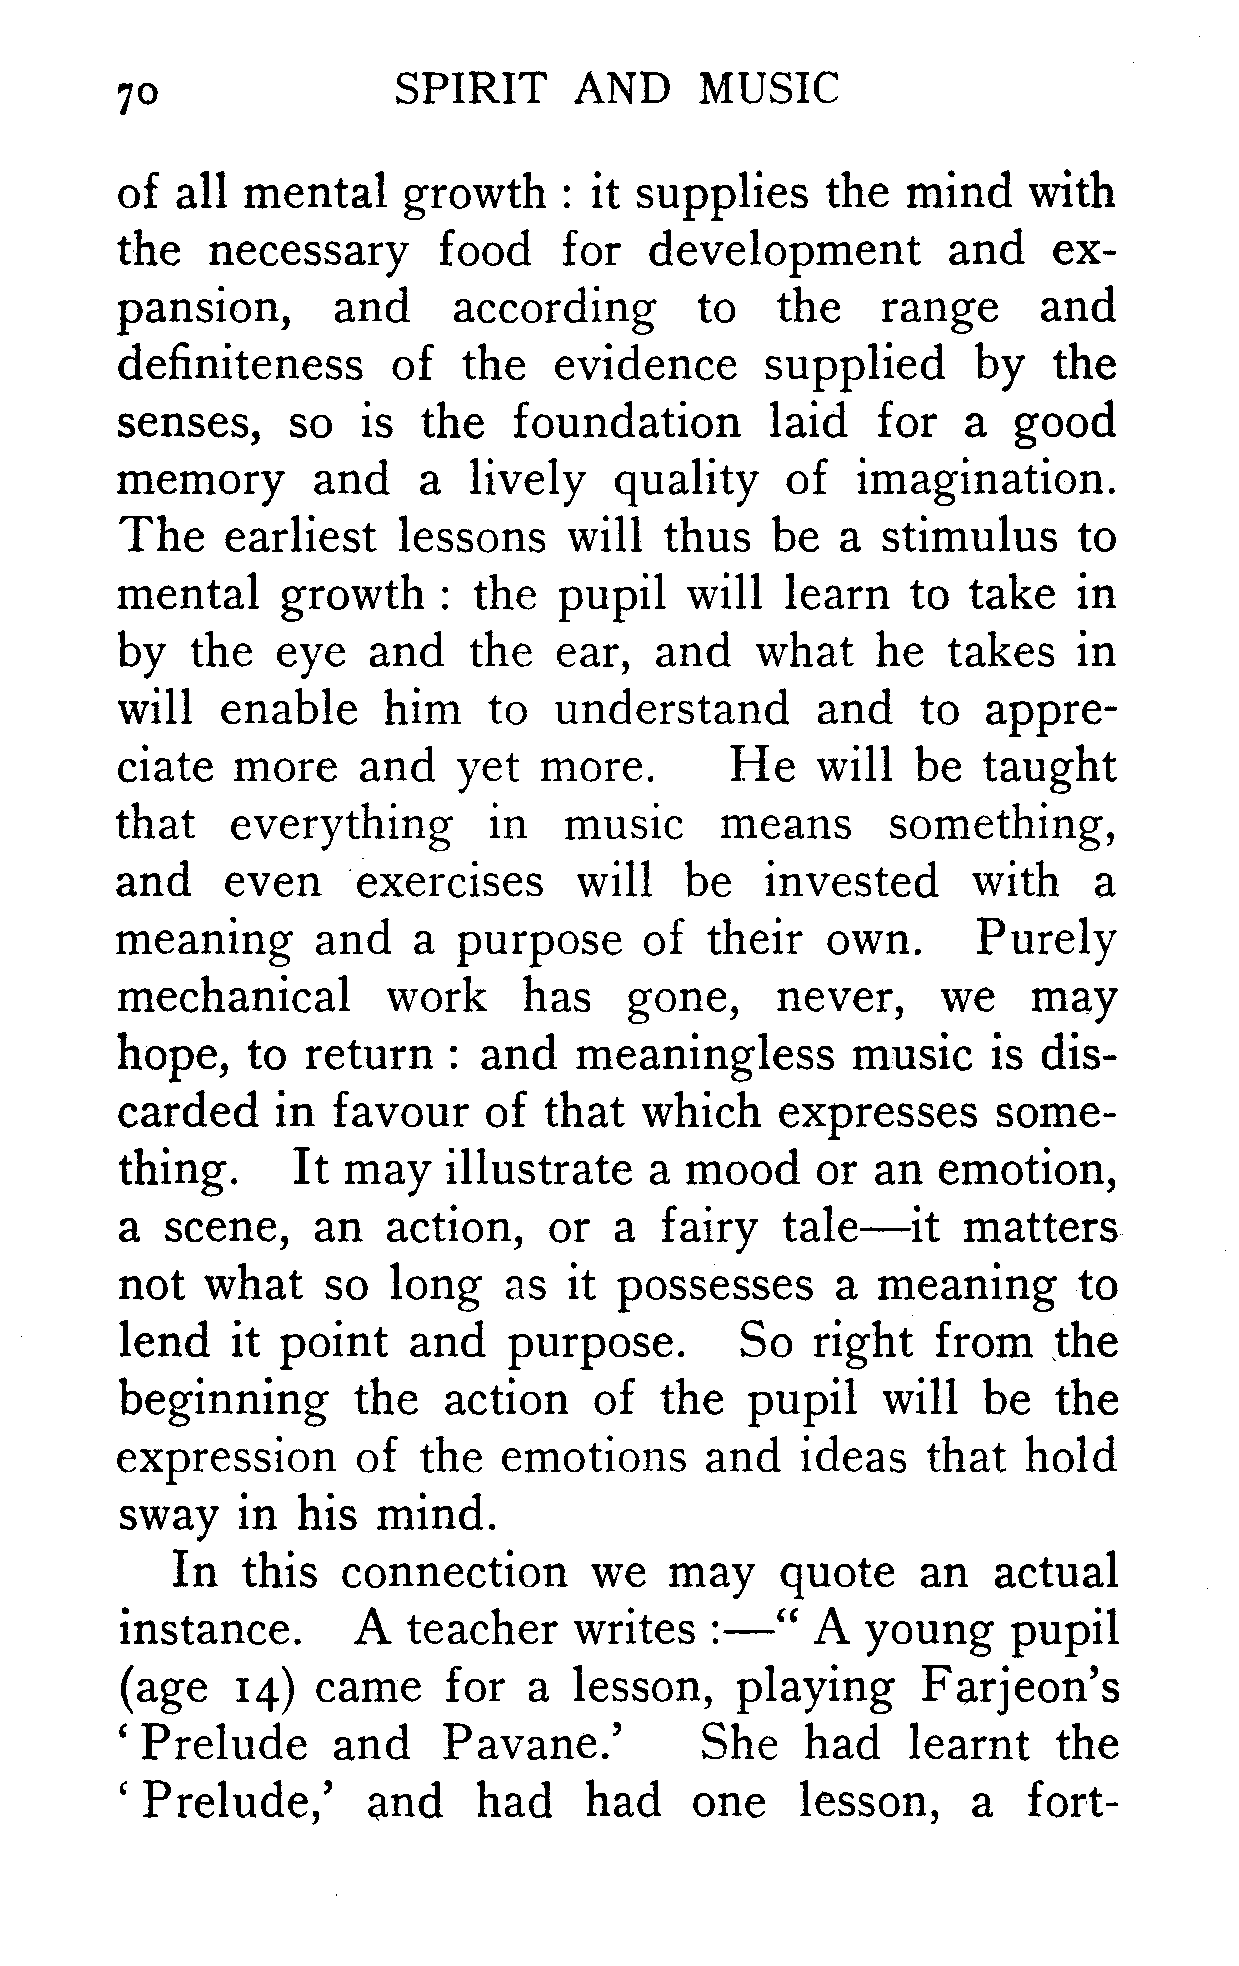 70 SPIRIT AND MUSIC
of all mental growth : it supplies the mind with
the necessary food for development and ex-
pansion, and according to the range and
definiteness of the evidence supplied by the
senses, so is the foundation laid for a good
memory and a lively quality of imagination.
The earliest lessons will thus be a stimulus to
mental growth : the pupil will learn to take in
by the eye and the ear, and what he takes in
will enable him to understand and to appre-
ciate more and yet more. He will be taught
that everything in music means something,
and even exercises will be invested with a
meaning and a purpose of their own. Purely
mechanical work has gone, never, we may
hope, to return : and meaningless music is dis-
carded in favour of that which expresses some-
thing. It may illustrate a mood or an emotion,
a scene, an action, or a fairy tale—it matters
not what so long as it possesses a meaning to
lend it point and purpose. So right from the
beginning the action of the pupil will be the
expression of the emotions and ideas that hold
sway in his mind.
In this connection we may quote an actual
instance. A teacher writes :—“ A young pupil
(age 14) came for a lesson, playing Farjeon’s
‘ Prelude and Pavane.’ She had learnt the
‘ Prelude,’ and had had one lesson, a fort-